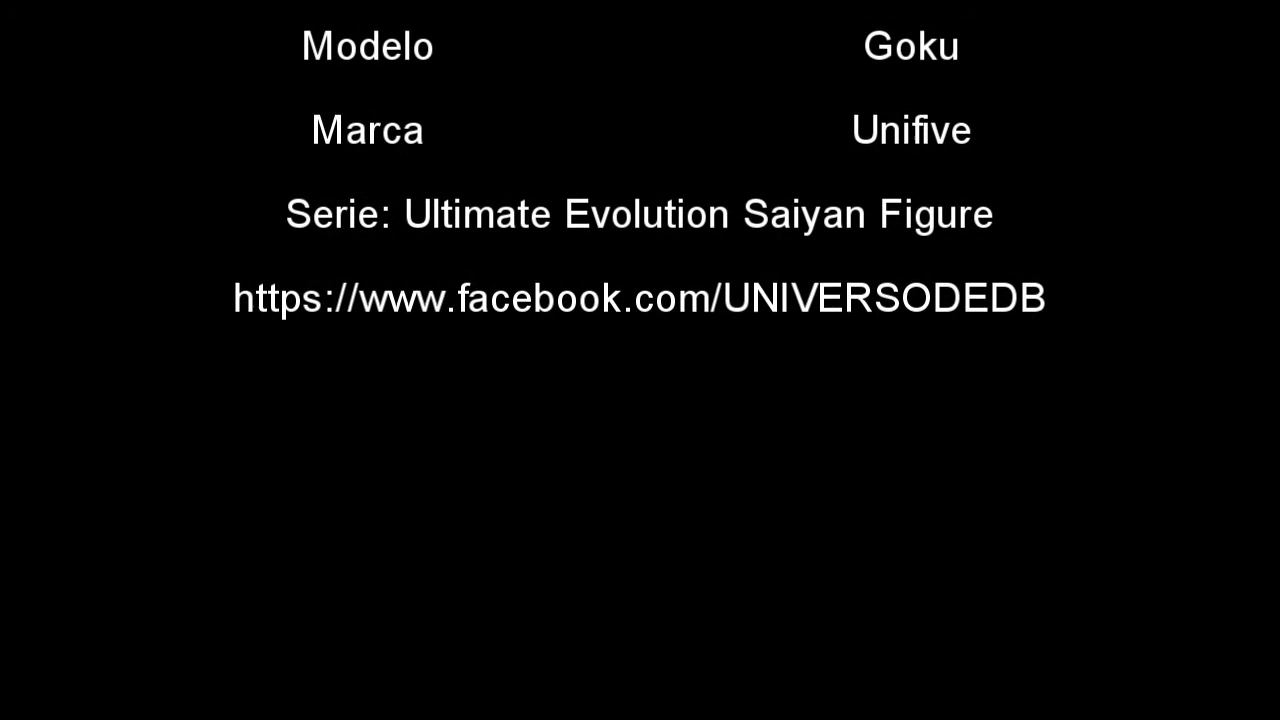 Modelo Goku
Marca Unifive
Serie: Ultimate Evolution Saiyan Figure
https://www.facebook.com/UNIVERSODEDB